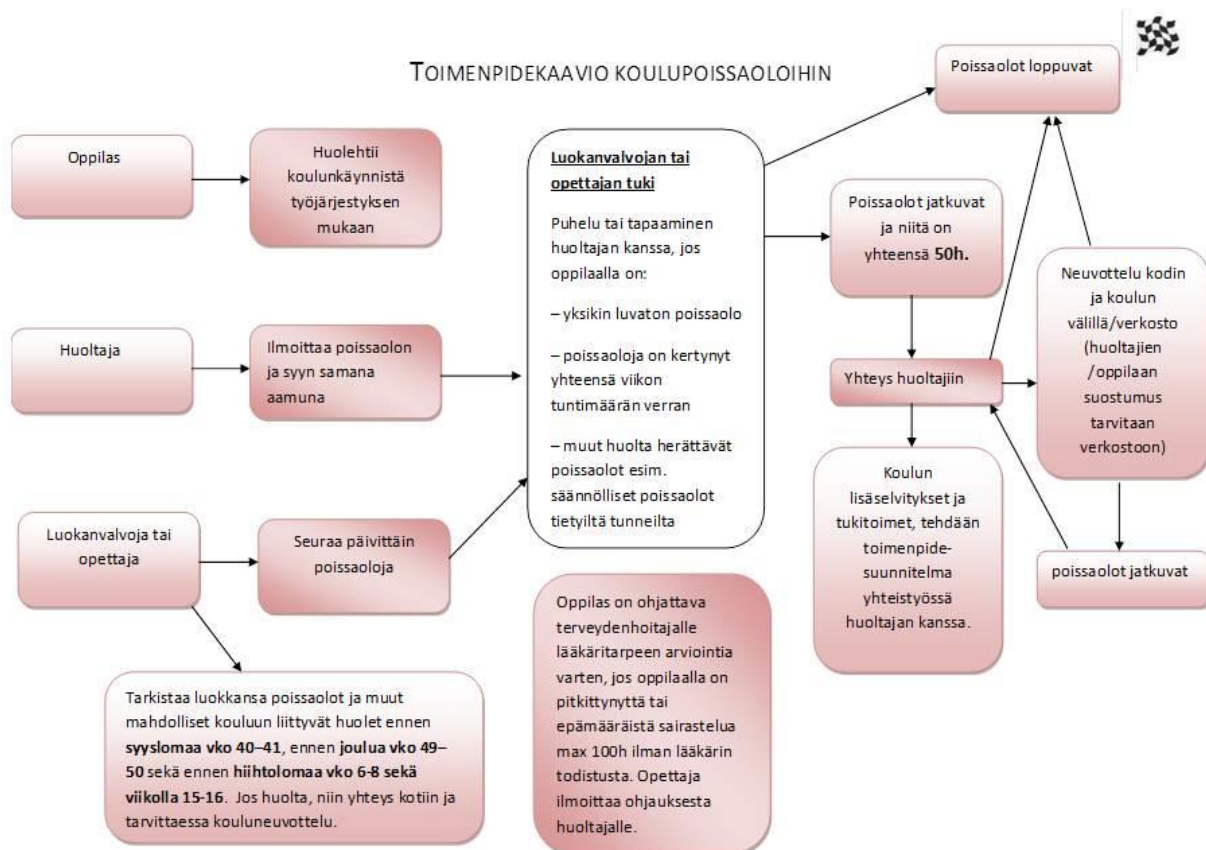 TOIMENPIDEKAAVIO KOULUPOISSAOLOIHIN
Poissaolot loppuvat
Oppilas
Huolehtii
koulunkäynnistä
työjärjestyksen
mukaan
Huoltaja
Ilmoittaa poissaolon
ja syyn samana
aamuna
Luokanvalvoja tai
opettaja
Seuraa päivittäin
poissaoloja
Tarkistaa luokkansa poissaolot ja muut
mahdolliset kouluun liittyvät huolet ennen
syyslomaa vko 40–41, ennen joulua vko 49–
50 sekä ennen hiihtolomaa vko 6-8 sekä
viikolla 15-16. Jos huolta, niin yhteys kotiin ja
tarvittaessa kouluneuvottelu.
Luokanvalvojan tai
opettajan tuki
Puhelu tai tapaaminen
huoltajan kanssa, jos
oppilaalla on:
– yksikin luvaton poissaolo
– poissaoloja on kertynyt
yhteensä viikon
tuntimäärän verran
– muut huolta herättävät
poissaolot esim.
säännölliset poissaolot
tietyiltä tunneilta
Oppilas on ohjattava
terveydenhoitajalle
lääkäritarpeen arviointia
varten, jos oppilaalla on
pitkittynyttä tai
epämääräistä sairastelua
max 100h ilman lääkärin
todistusta. Opettaja
ilmoittaa ohjauksesta
huoltajalle.
Poissaolot jatkuvat
ja niitä on
yhteensä 50h.
Yhteys huoltajiin
Koulun
lisäselvitykset ja
tukitoimet, tehdään
toimenpide-
suunnitelma
yhteistyössä
huoltajan kanssa.
Neuvottelu kodin
ja koulun
välillä/verkosto
(huoltajien
/oppilaan
suostumus
tarvitaan
verkostoon)
poissaolot jatkuvat